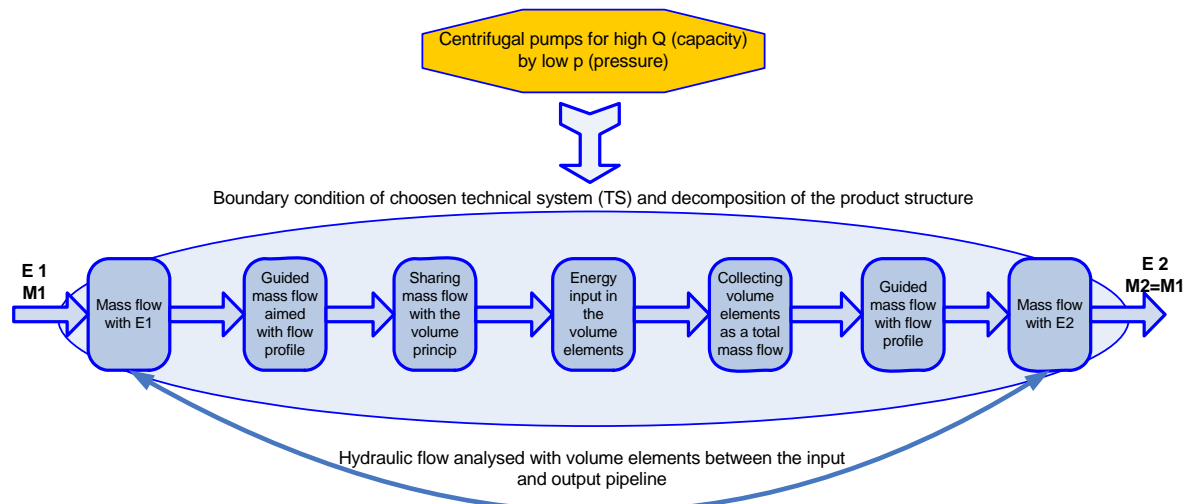 Centrifugal pumps for high Q (capacity)
by low p (pressure)
Boundary condition of choosen technical system (TS) and decomposition of the product structure
E 1
M1
Mass flow
with E1
Guided
mass flow
aimed
with flow
profile
Sharing
mass flow
with the
volume
princip
Energy
input in
the
volume
elements
Collecting
volume
elements
as a total
mass flow
Guided
mass flow
with flow
profile
Mass flow
with E2
E 2
M2=M1
Hydraulic flow analysed with volume elements between the input
and output pipeline